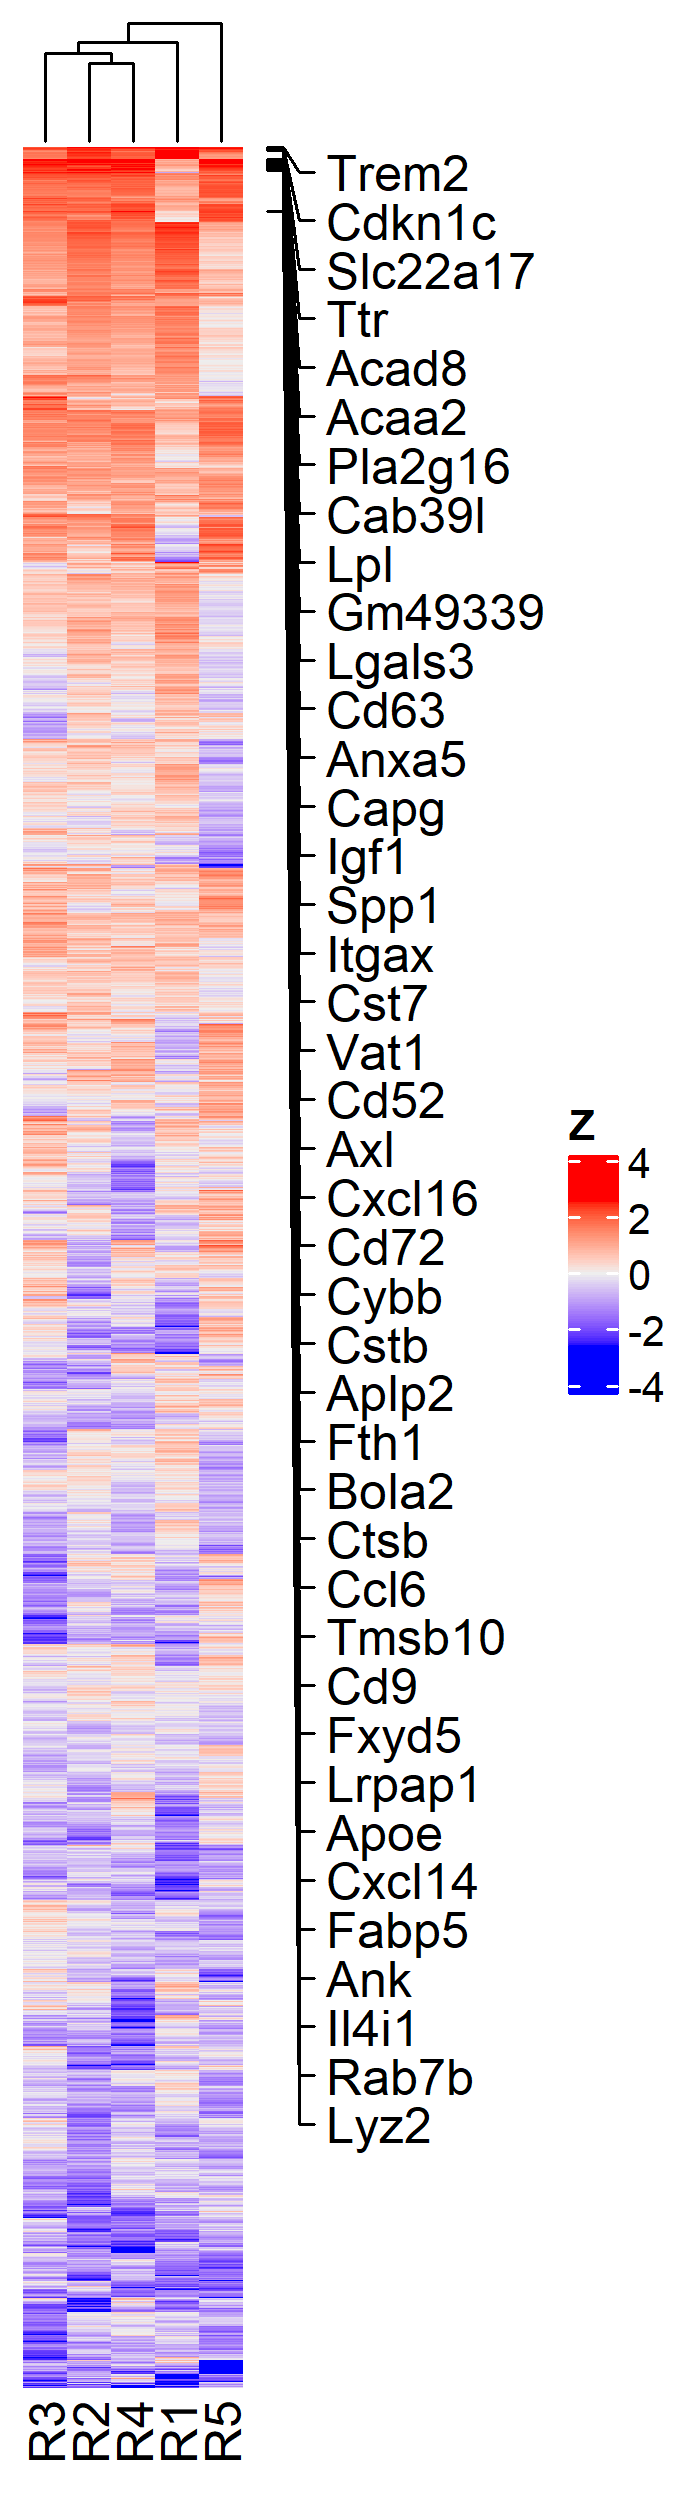 Trem2
Cdkn1c
Slc22a17
Ttr
Acad8
Acaa2
Pla2g16
Cab39l
Lpl
Gm49339
Lgals3
Cd63
Anxa5
Capg
Igf1
Spp1
Itgax
Cst7
Vat1
Cd52
Axl
Cxcl16
Cd72
Cybb
Cstb
Aplp2
Fth1
Bola2
Ctsb
Ccl6
Tmsb10
Cd9
Fxyd5
Lrpap1
Apoe
Cxcl14
Fabp5
Ank
Il4i1
Rab7b
Lyz2
z
4
2
0
-2
-4
R3 R2 R4 R1 R5